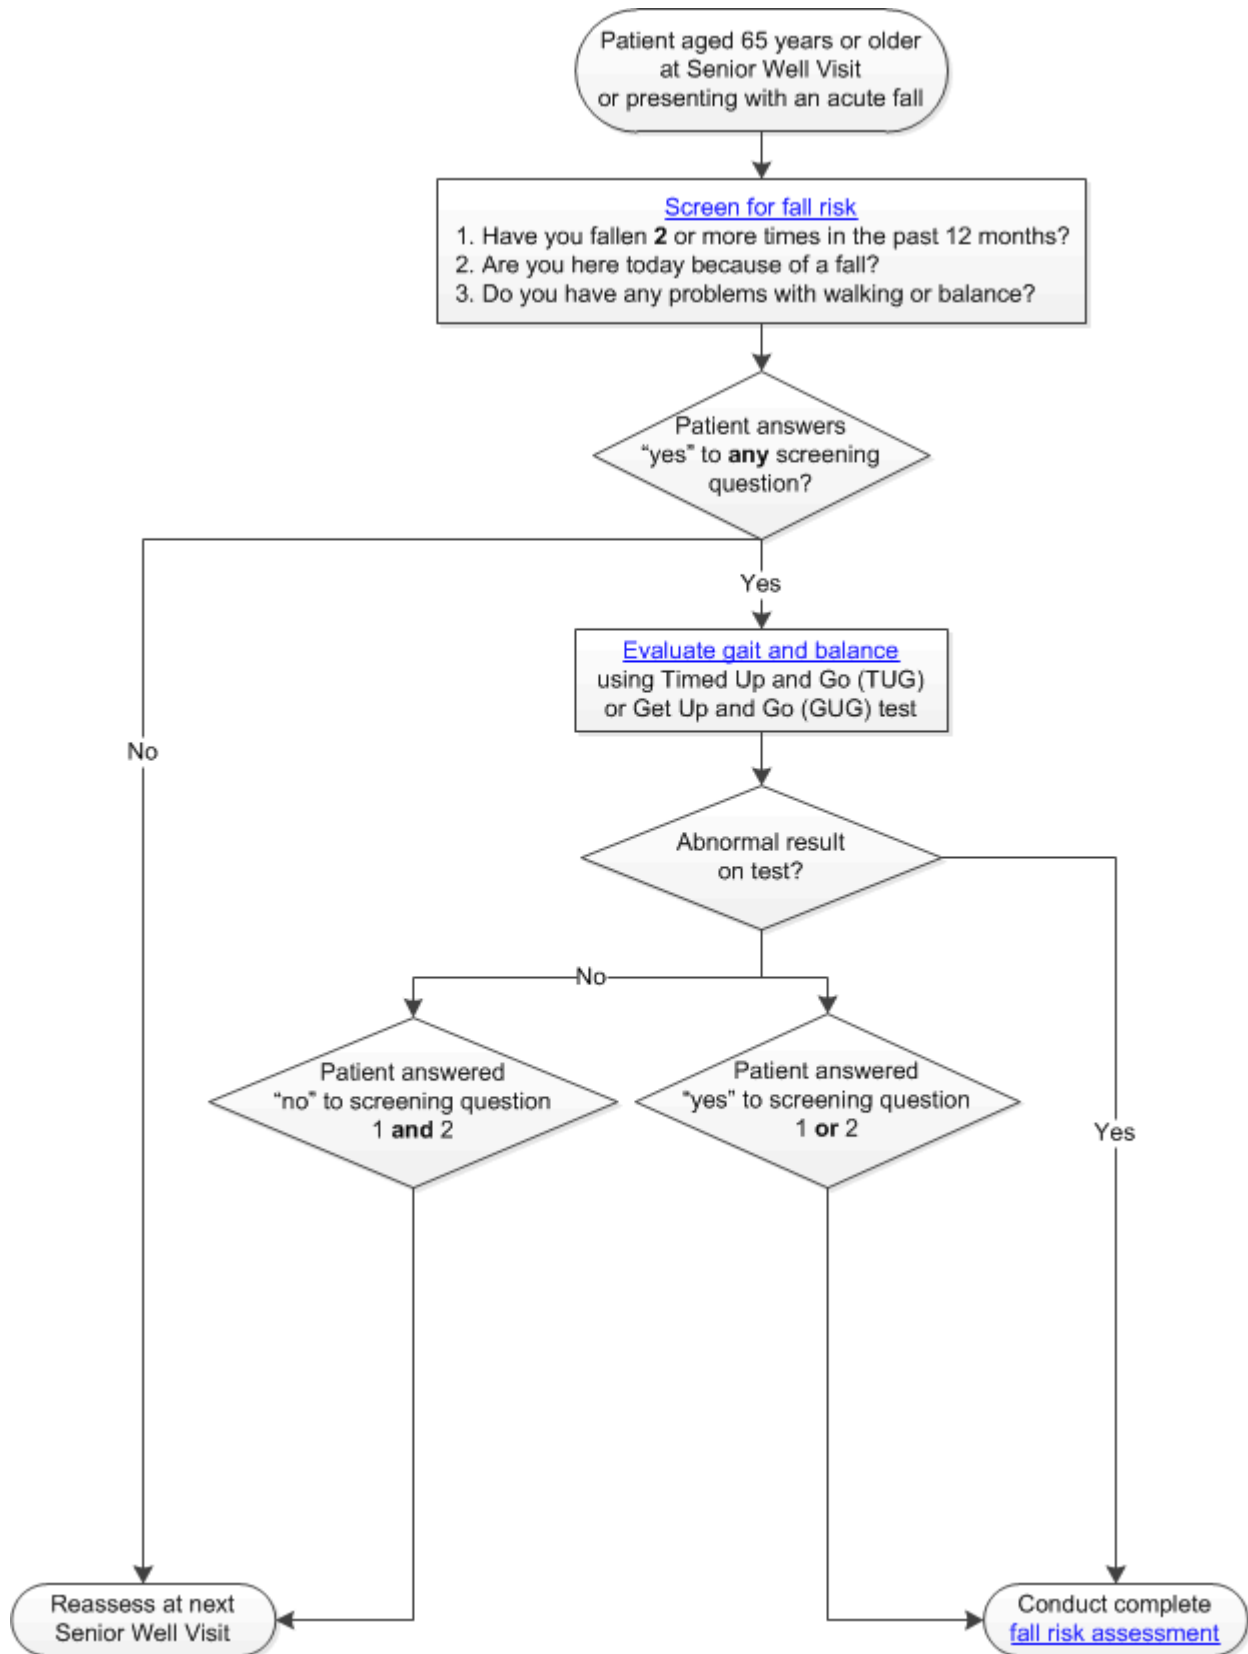 Patient aged 65 years or older
at Senior Well Visit
or presenting with an acute fall
Screen for fall risk
1. Have you fallen 2 or more times in the past 12 months?
2. Are you here today because of a fall?
3. Do you have any problems with walking or balance?
Patient answers
“yes” to any screening
question?
Yes
Evaluate gait and balance
using Timed Up and Go (TUG)
or Get Up and Go (GUG) test
No
Abnormal result
on test?
No
Patient answered
“no” to screening question
1 and 2
Patient answered
“yes” to screening question
1 or 2
Yes
Reassess at next
Senior Well Visit
Conduct complete
fall risk assessment